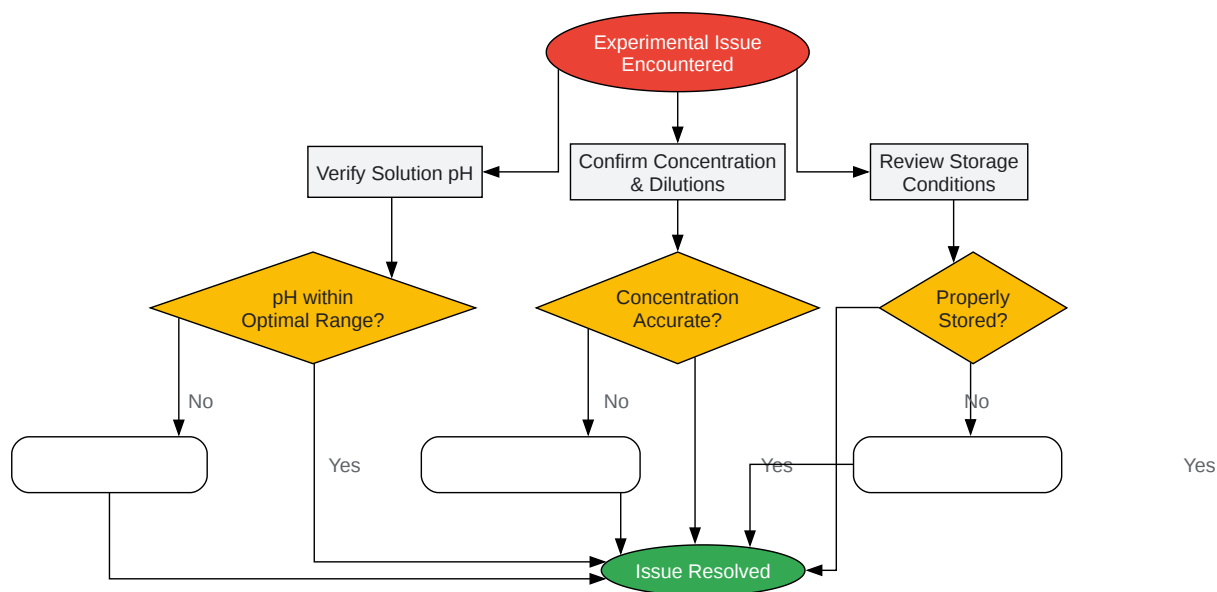 Experimental Issue
Encountered
Verify Solution pH
Confirm Concentration
& Dilutions
Review Storage
Conditions
pH within
Optimal Range?
Concentration
Accurate?
Properly
Stored?
No
No
No
Yes
Yes
Yes
Issue Resolved